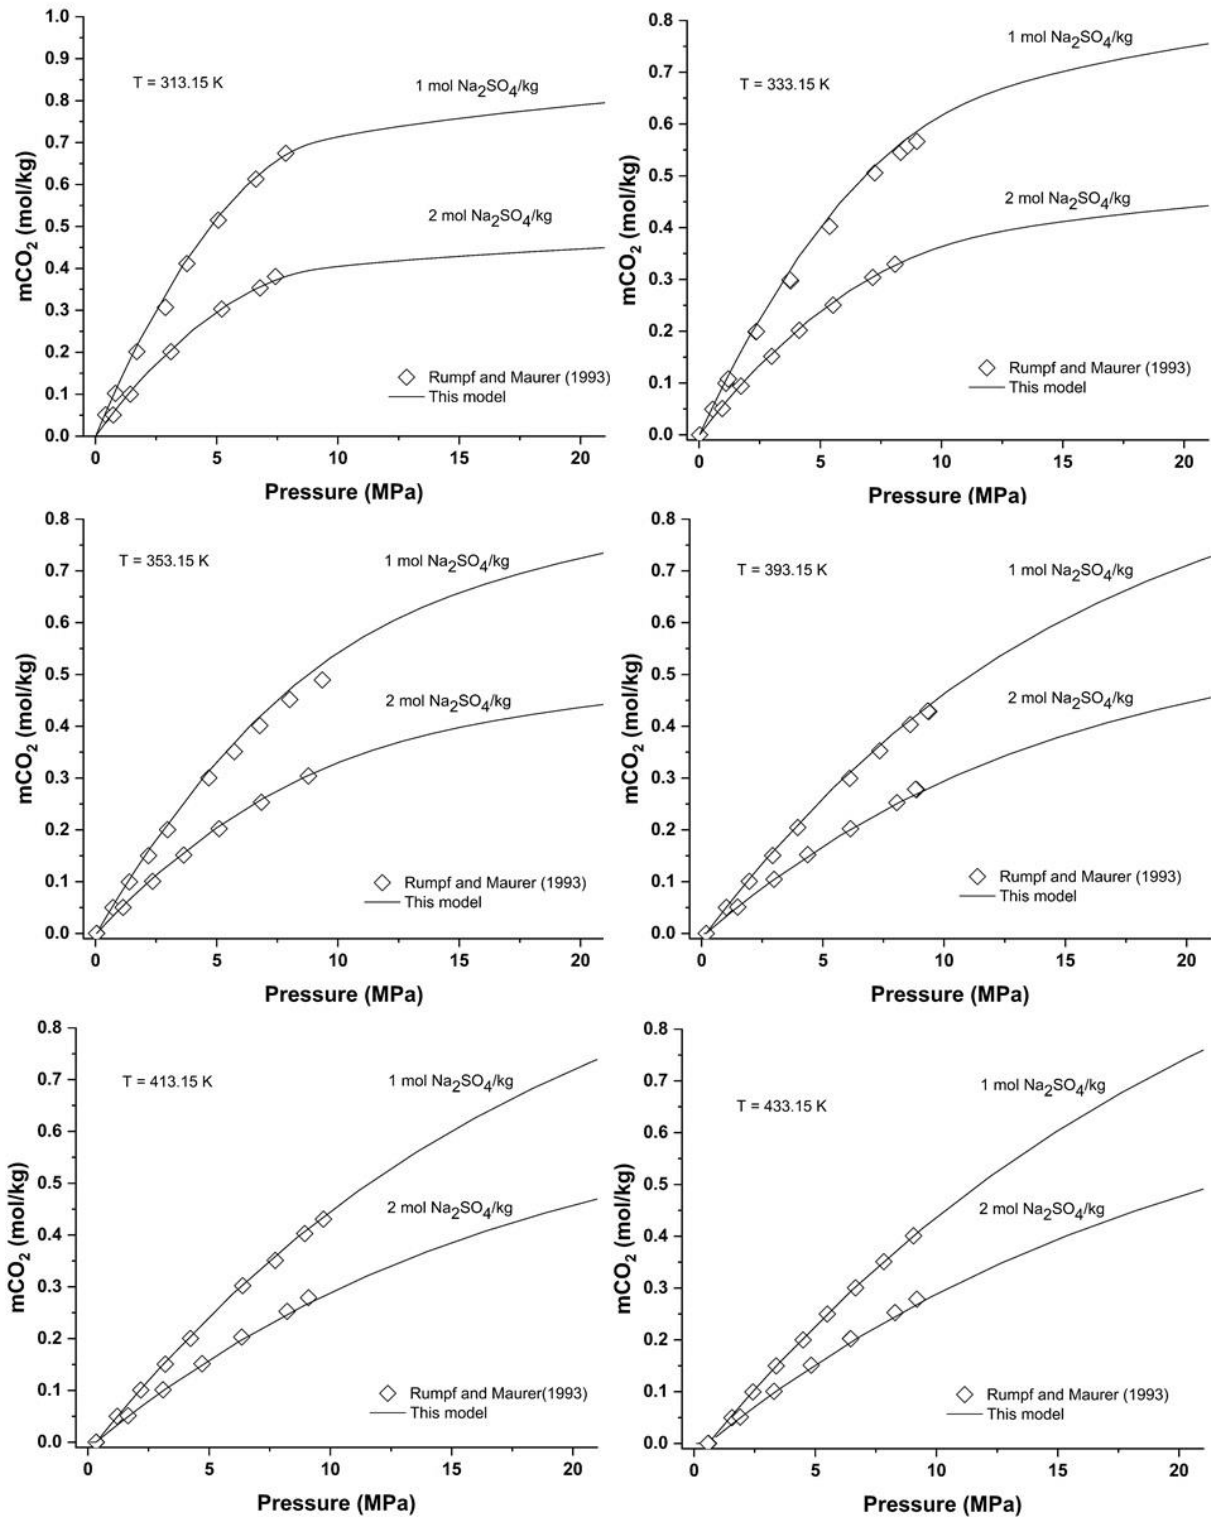 1.0
0.9
0.8
0.7
0.6
0.5
0.4
0.3
0.2
0.1
0.0
mCO2 (mol/kg)
T = 313.15 K
1 mol Na2SO4/kg
2 mol Na2SO4/kg
Rumpf and Maurer (1993)
This model
0 5 10 15 20
Pressure (MPa)
0.8
0.7
0.6
0.5
0.4
0.3
0.2
0.1
0.0
mCO2 (mol/kg)
T = 333.15 K
1 mol Na2SO4/kg
2 mol Na2SO4/kg
Rumpf and Maurer (1993)
This model
0 5 10 15 20
Pressure (MPa)
0.8
0.7
0.6
0.5
0.4
0.3
0.2
0.1
0.0
mCO2 (mol/kg)
T = 353.15 K
1 mol Na2SO4/kg
2 mol Na2SO4/kg
Rumpf and Maurer (1993)
This model
0 5 10 15 20
Pressure (MPa)
0.8
0.7
0.6
0.5
0.4
0.3
0.2
0.1
0.0
mCO2 (mol/kg)
T = 393.15 K
1 mol Na2SO4/kg
2 mol Na2SO4/kg
Rumpf and Maurer (1993)
This model
0 5 10 15 20
Pressure (MPa)
0.8
0.7
0.6
0.5
0.4
0.3
0.2
0.1
0.0
mCO2 (mol/kg)
T = 413.15 K
1 mol Na2SO4/kg
2 mol Na2SO4/kg
Rumpf and Maurer(1993)
This model
0 5 10 15 20
Pressure (MPa)
0.8
0.7
0.6
0.5
0.4
0.3
0.2
0.1
0.0
mCO2 (mol/kg)
T = 433.15 K
1 mol Na2SO4/kg
2 mol Na2SO4/kg
Rumpf and Maurer (1993)
This model
0 5 10 15 20
Pressure (MPa)